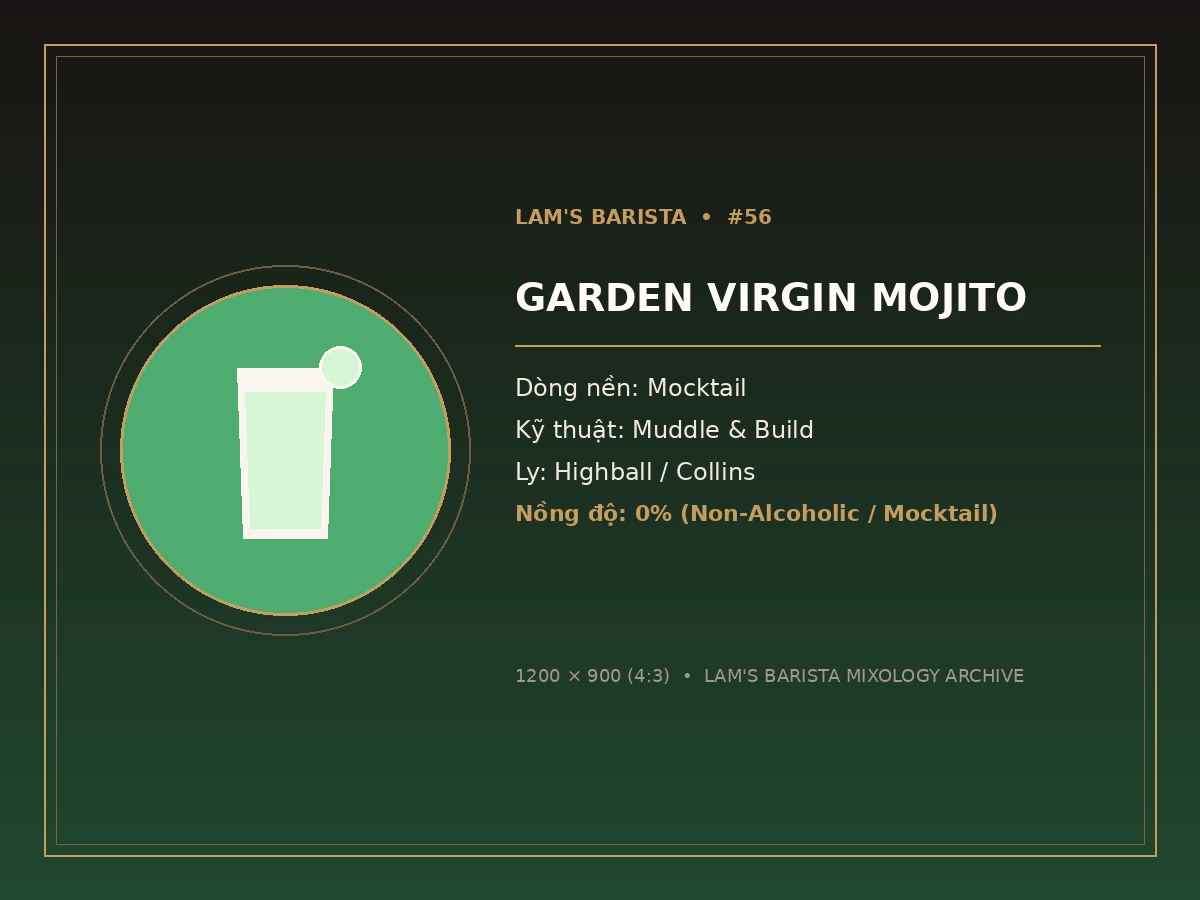 LAM'S BARISTA • #56
GARDEN VIRGIN MOJITO
Dòng nền: Mocktail
Kỹ thuật: Muddle & Build
Ly: Highball / Collins
Nồng độ: 0% (Non-Alcoholic / Mocktail)
1200 × 900 (4:3) • LAM'S BARISTA MIXOLOGY ARCHIVE